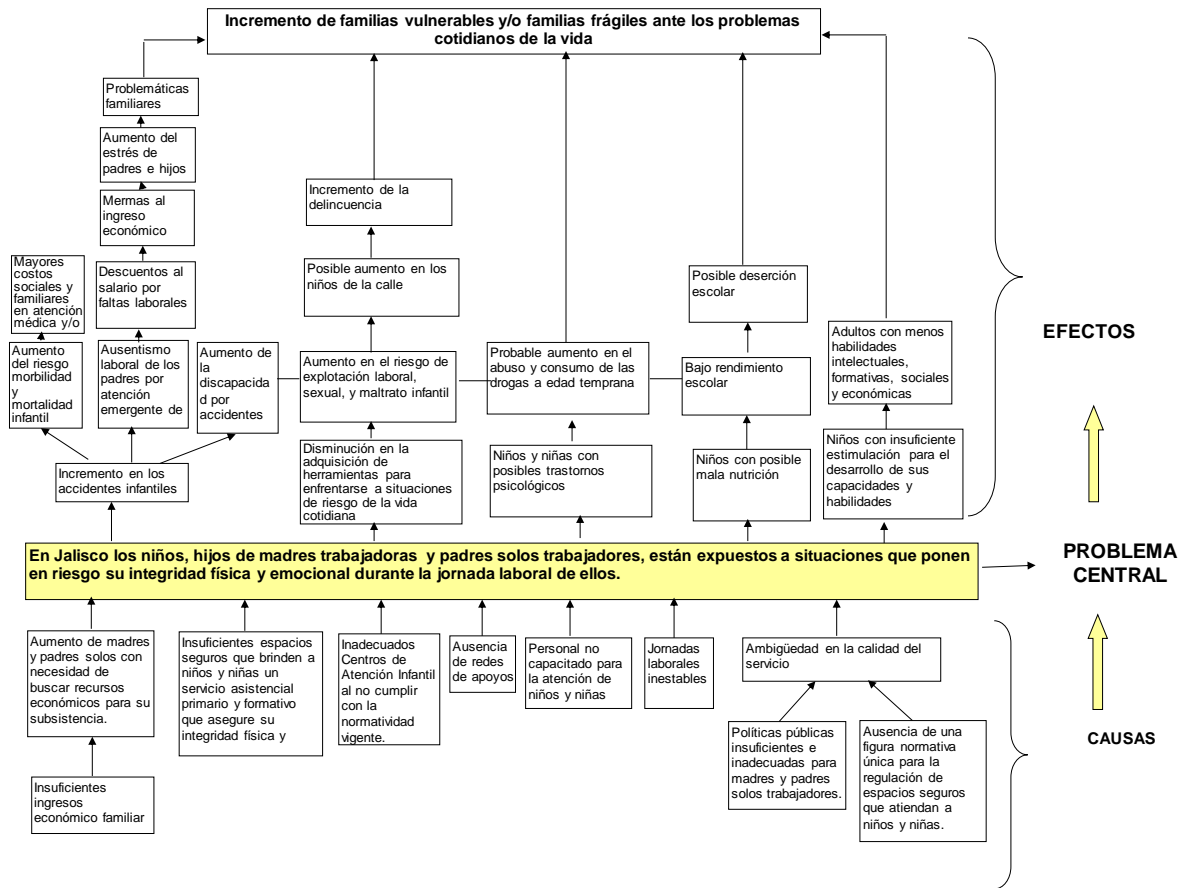 Incremento de familias vulnerables y/o familias frágiles ante los problemas
cotidianos de la vida
Problemáticas
familiares
Aumento del
estrés de
padres e hijos
Mermas al
ingreso
económico
Descuentos al
salario por
faltas laborales
Mayores
costos
sociales y
familiares
en atención
médica y/o
Aumento
del riesgo
morbilidad
y
mortalidad
infantil
Ausentismo
laboral de los
padres por
atención
emergente de
Aumento de
la
discapacida
d por
accidentes
Incremento en los
accidentes infantiles
Incremento de la
delincuencia
Posible aumento en los
niños de la calle
Aumento en el riesgo de
explotación laboral,
sexual, y maltrato infantil
Disminución en la
adquisición de
herramientas para
enfrentarse a situaciones
de riesgo de la vida
cotidiana
Probable aumento en el
abuso y consumo de las
drogas a edad temprana
Niños y niñas con
posibles trastornos
psicológicos
Posible deserción
escolar
Bajo rendimiento
escolar
Niños con posible
mala nutrición
Adultos con menos
habilidades
intelectuales,
formativas, sociales
y económicas
Niños con insuficiente
estimulación para el
desarrollo de sus
capacidades y
habilidades
EFECTOS
En Jalisco los niños, hijos de madres trabajadoras y padres solos trabajadores, están expuestos a situaciones que ponen
en riesgo su integridad física y emocional durante la jornada laboral de ellos.
PROBLEMA
CENTRAL
Aumento de madres
y padres solos con
necesidad de
buscar recursos
económicos para su
subsistencia.
Insuficientes
ingresos
económico familiar
Insuficientes espacios
seguros que brinden a
niños y niñas un
servicio asistencial
primario y formativo
que asegure su
integridad física y
Inadecuados
Centros de
Atención Infantil
al no cumplir
con la
normatividad
vigente.
Ausencia
de redes
de apoyos
Personal no
capacitado para
la atención de
niños y niñas
Jornadas
laborales
inestables
Ambigüedad en la calidad del
servicio
Políticas públicas
insuficientes e
inadecuadas para
madres y padres
solos trabajadores.
Ausencia de una
figura normativa
única para la
regulación de
espacios seguros
que atiendan a
niños y niñas.
CAUSAS